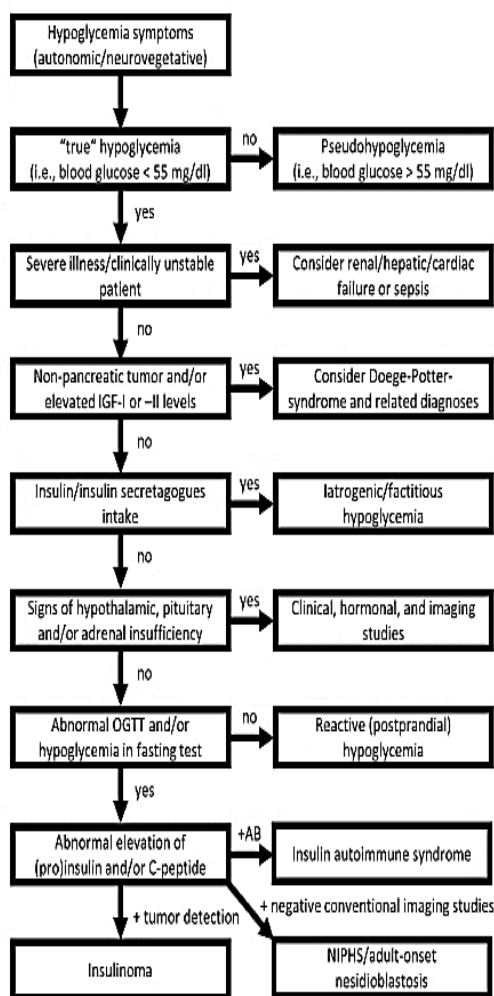 Hypoglycemia symptoms
(autonomic/neurovegetative)
“true“ hypoglycemia
(i.e., blood glucose < 55 mg/dl)
no
Pseudohypoglycemia
(i.e., blood glucose > 55 mg/dl)
yes
Severe illness/clinically unstable
patient
yes
Consider renal/hepatic/cardiac
failure or sepsis
no
Non-pancreatic tumor and/or
elevated IGF-I or –II levels
yes
Consider Doege-Potter-
syndrome and related diagnoses
no
Insulin/insulin secretagogues
intake
yes
Iatrogenic/factitious
hypoglycemia
no
Signs of hypothalamic, pituitary
and/or adrenal insufficiency
yes
Clinical, hormonal, and imaging
studies
no
Abnormal OGTT and/or
hypoglycemia in fasting test
no
Reactive (postprandial)
hypoglycemia
yes
Abnormal elevation of
(pro)insulin and/or C-peptide
+AB
Insulin autoimmune syndrome
+ tumor detection
+ negative conventional imaging studies
Insulinoma
NIPHS/adult-onset
nesidioblastosis